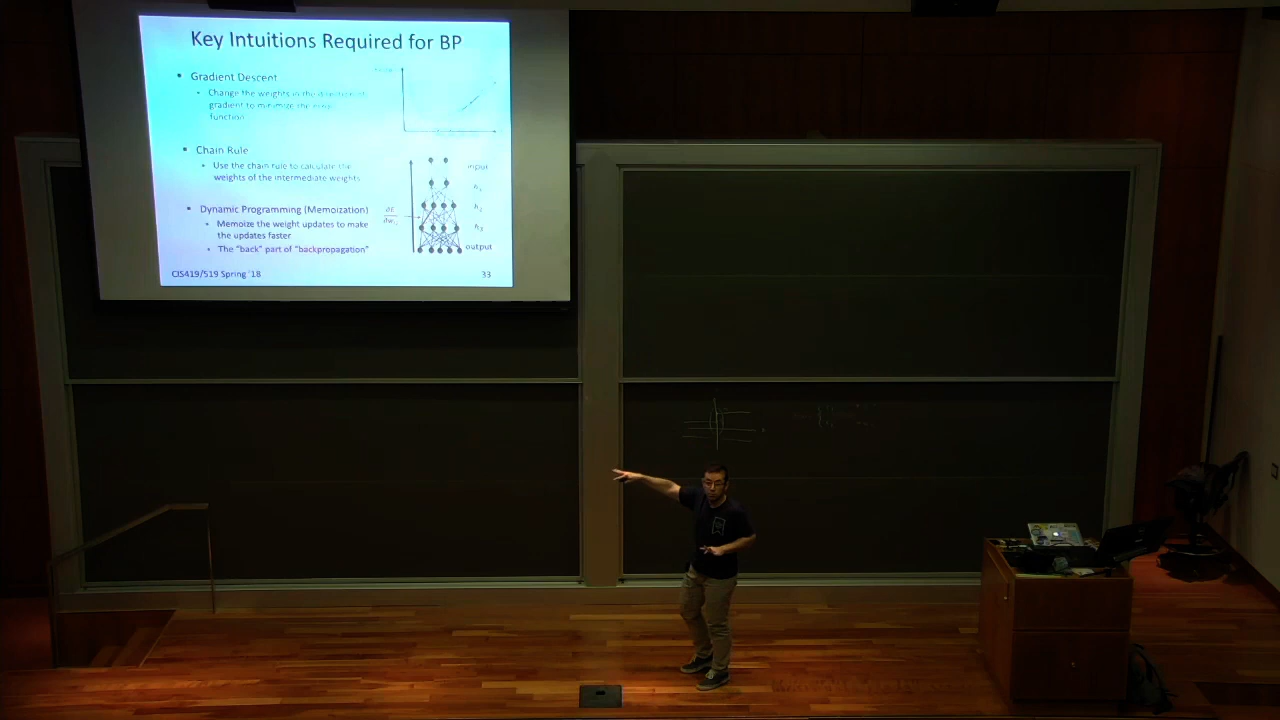 Key Intuitions Required for BP
• Gradient Descent
• Change the weights in the direction of
gradient to minimize the error
function.
• Chain Rule
• Use the chain rule to calculate the
weights of the intermediate weights
• Dynamic Programming (Memoization)
• Memoize the weight updates to make
the updates faster
• The "back" part of "backpropagation"
input
h₁
h₂
h₃
output
CIS419/519 Spring '18
33